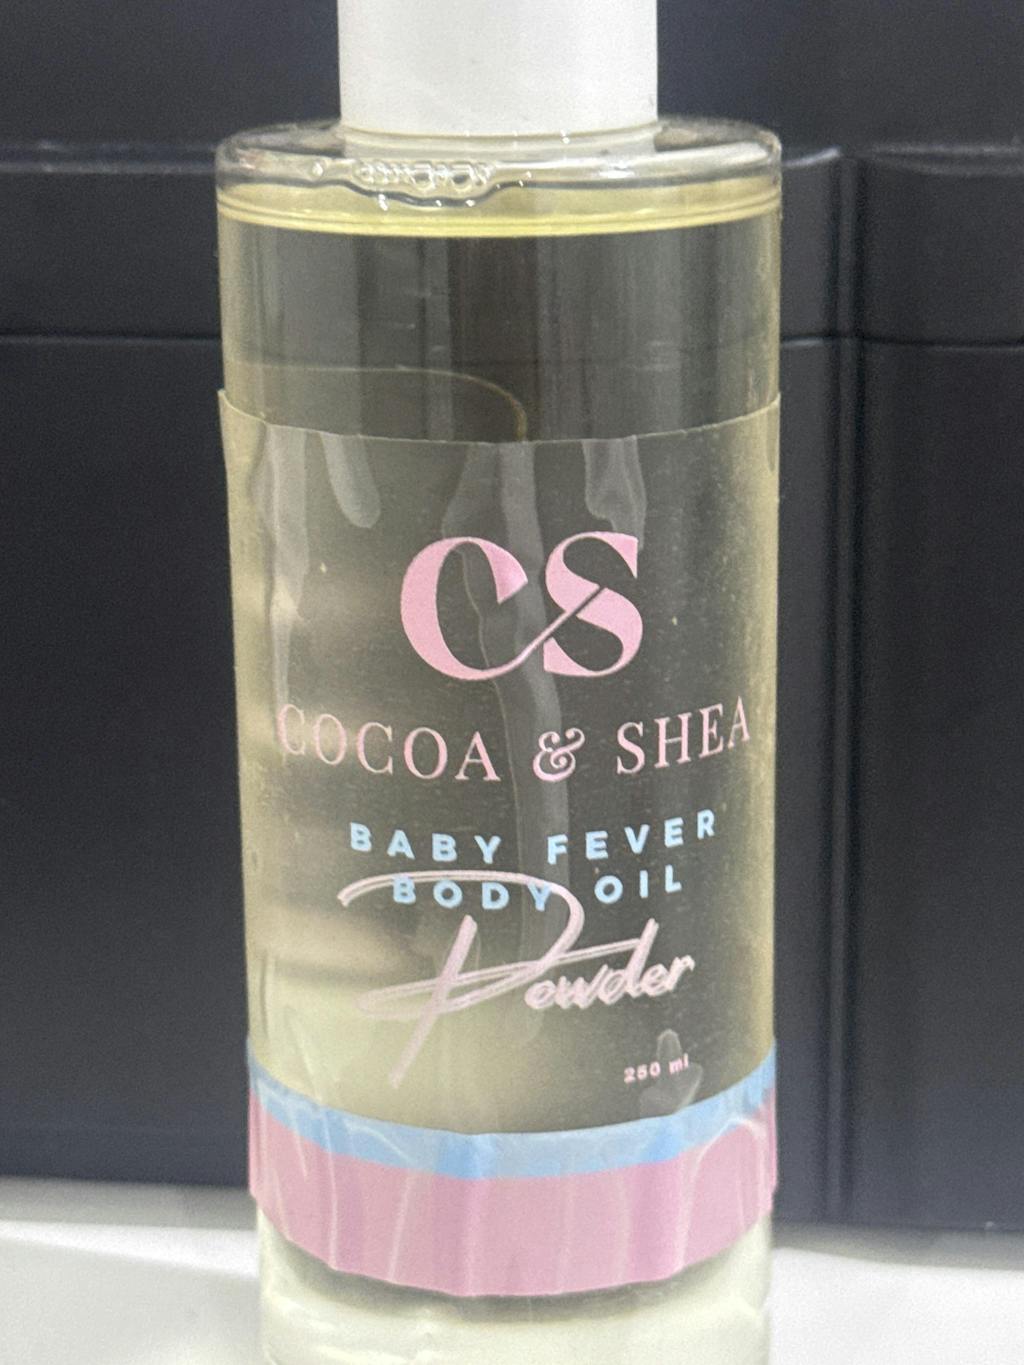 CS
COCOA & SHEA
BABY FEVER
BODY OIL
Powder
250 ml